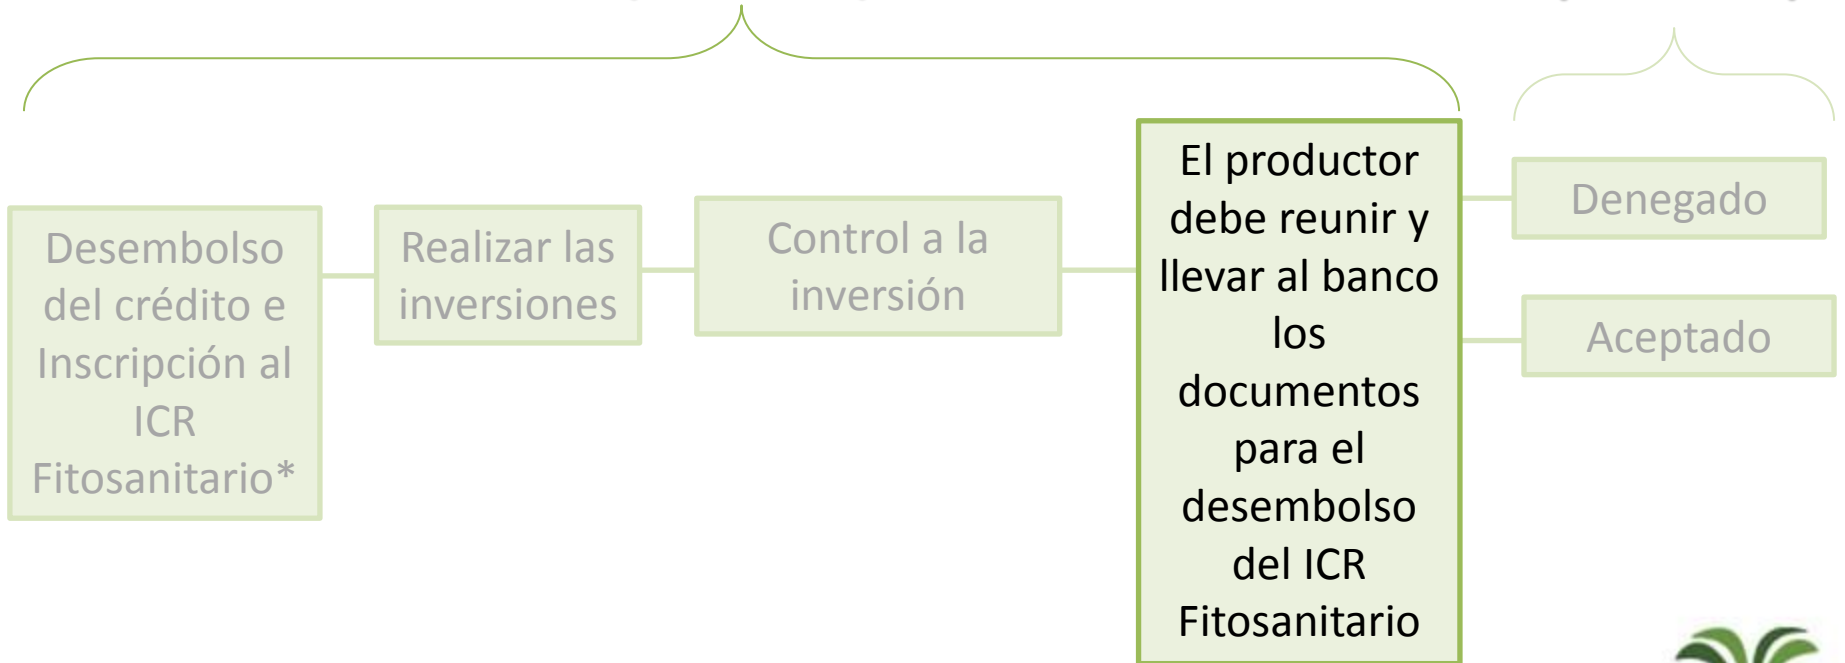 Desembolso
del crédito e
Inscripción al
ICR
Fitosanitario*
Realizar las
inversiones
Control a la
inversión
El productor
debe reunir y
llevar al banco
los
documentos
para el
desembolso
del ICR
Fitosanitario
Denegado
Aceptado